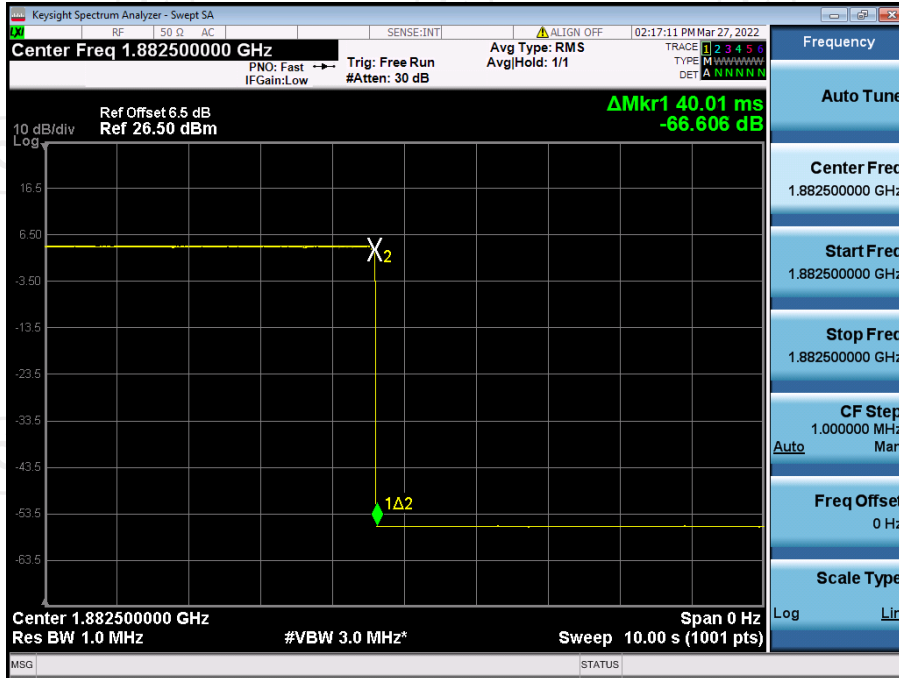 Keysight Spectrum Analyzer - Swept SA
LXI RF 50 Ω AC SENSE:INT ALIGN OFF 02:17:11 PM Mar 27, 2022
Center Freq 1.882500000 GHz
PNO: Fast
IFGain:Low
Trig: Free Run
#Atten: 30 dB
Avg Type: RMS
Avg|Hold: 1/1
TRACE 1 2 3 4 5 6
TYPE M WWWWW
DET A N N N N N
Ref Offset 6.5 dB
10 dB/div Ref 26.50 dBm
Log
ΔMkr1 40.01 ms
-66.606 dB
16.5
6.50
-3.50
-13.5
-23.5
-33.5
-43.5
-53.5
-63.5
X2
1Δ2
Center 1.882500000 GHz Span 0 Hz
Res BW 1.0 MHz #VBW 3.0 MHz* Sweep 10.00 s (1001 pts)
MSG STATUS
Frequency
Auto Tune
Center Freq
1.882500000 GHz
Start Freq
1.882500000 GHz
Stop Freq
1.882500000 GHz
CF Step
1.000000 MHz
Auto Man
Freq Offset
0 Hz
Scale Type
Log Lin